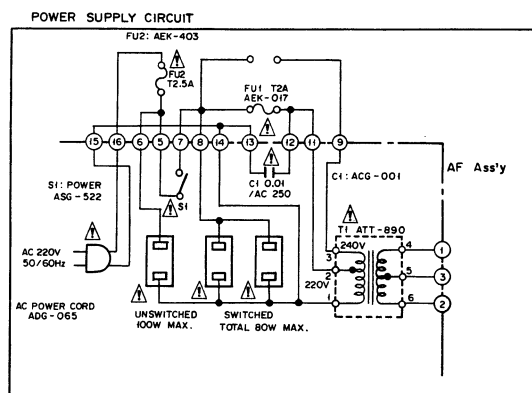 POWER SUPPLY CIRCUIT
FU2: AEK-403
FU2
T2.5A
FU1 T2A
AEK-017
15 16 6 5 7 8 14 13 12 11 9
AF Ass'y
S1: POWER
ASG-522
S1
C1 0.01
/AC 250
C1: ACG-001
T1 ATT-890
AC 220V
50/60Hz
240V
3
2
220V
1
4
5
6
1
3
2
AC POWER CORD
ADG-065
UNSWITCHED
100W MAX.
SWITCHED
TOTAL 80W MAX.